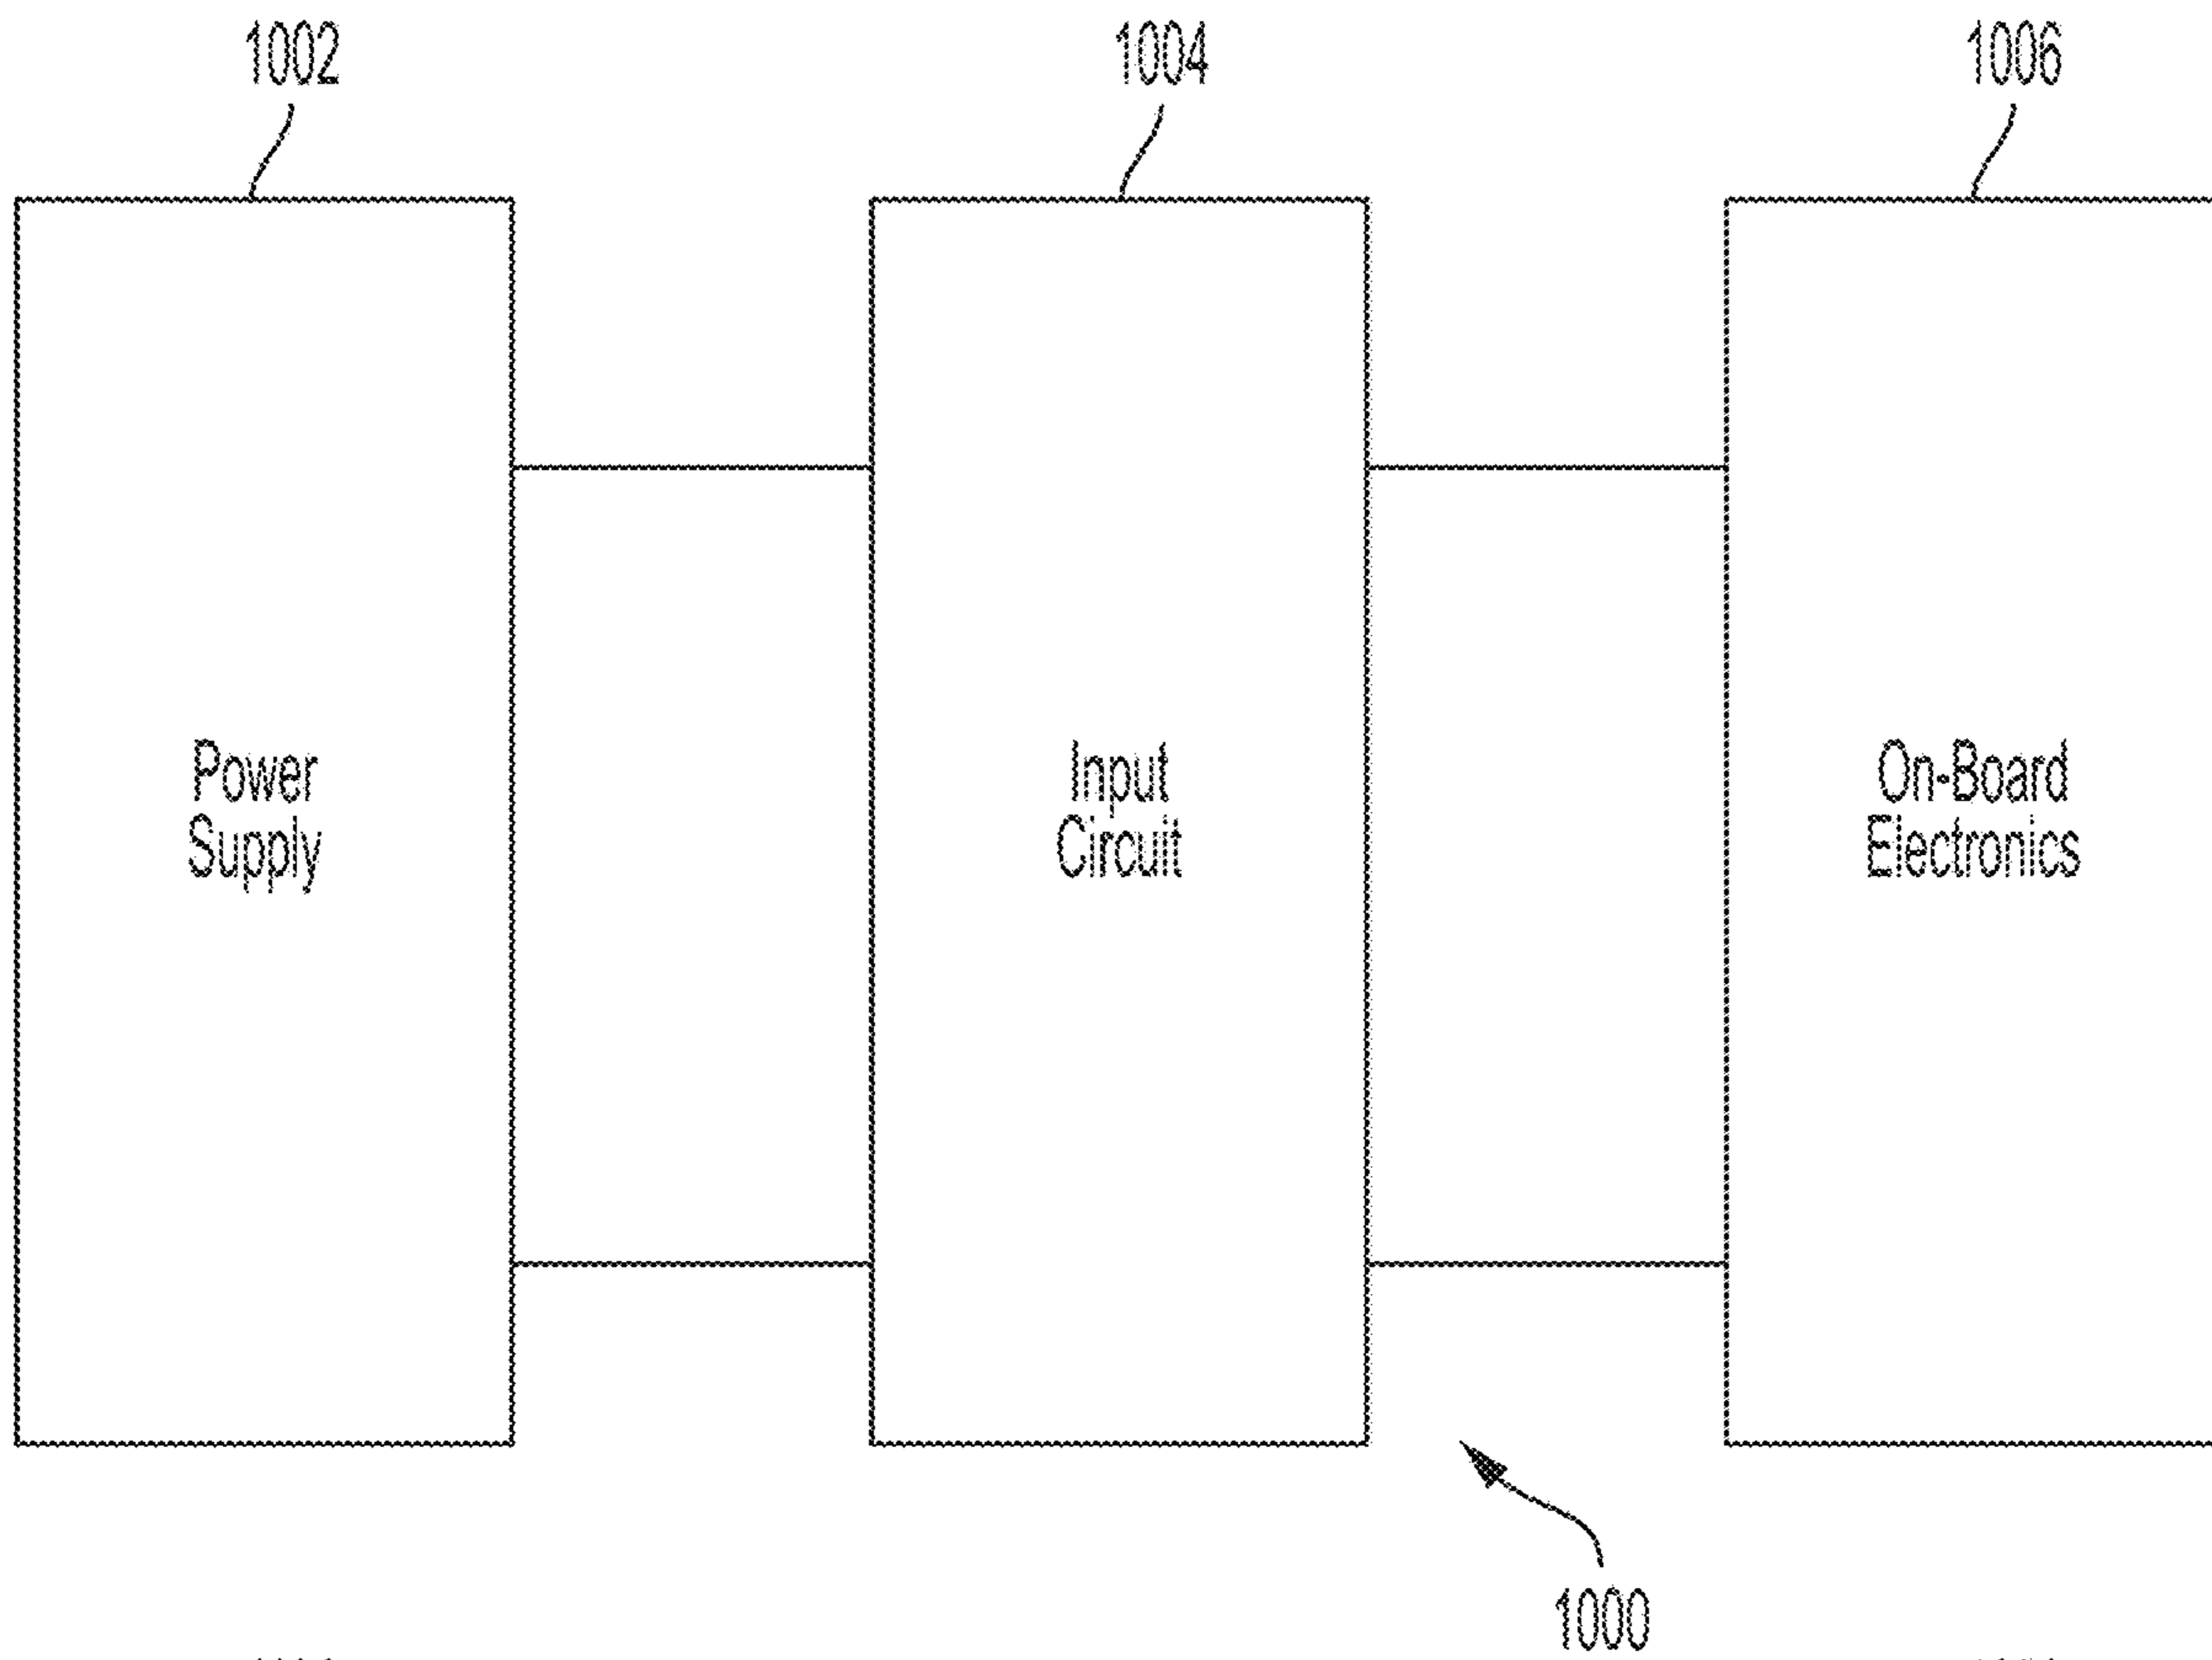 1002
1004
1006
Power
Supply
Input
Circuit
On-Board
Electronics
1000